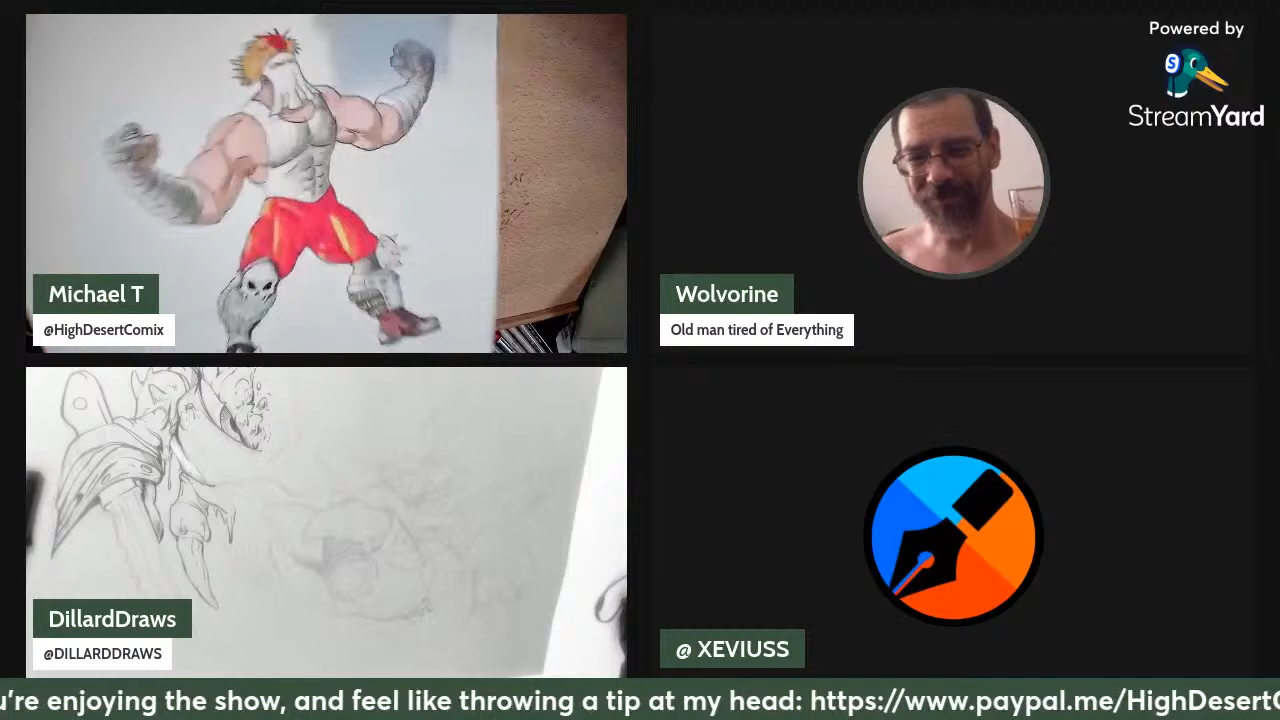 Powered by
StreamYard
Michael T
@HighDesertComix
Wolvorine
Old man tired of Everything
DillardDraws
@DILLARDDRAWS
@ XEVIUSS
u're enjoying the show, and feel like throwing a tip at my head: https://www.paypal.me/HighDesertC